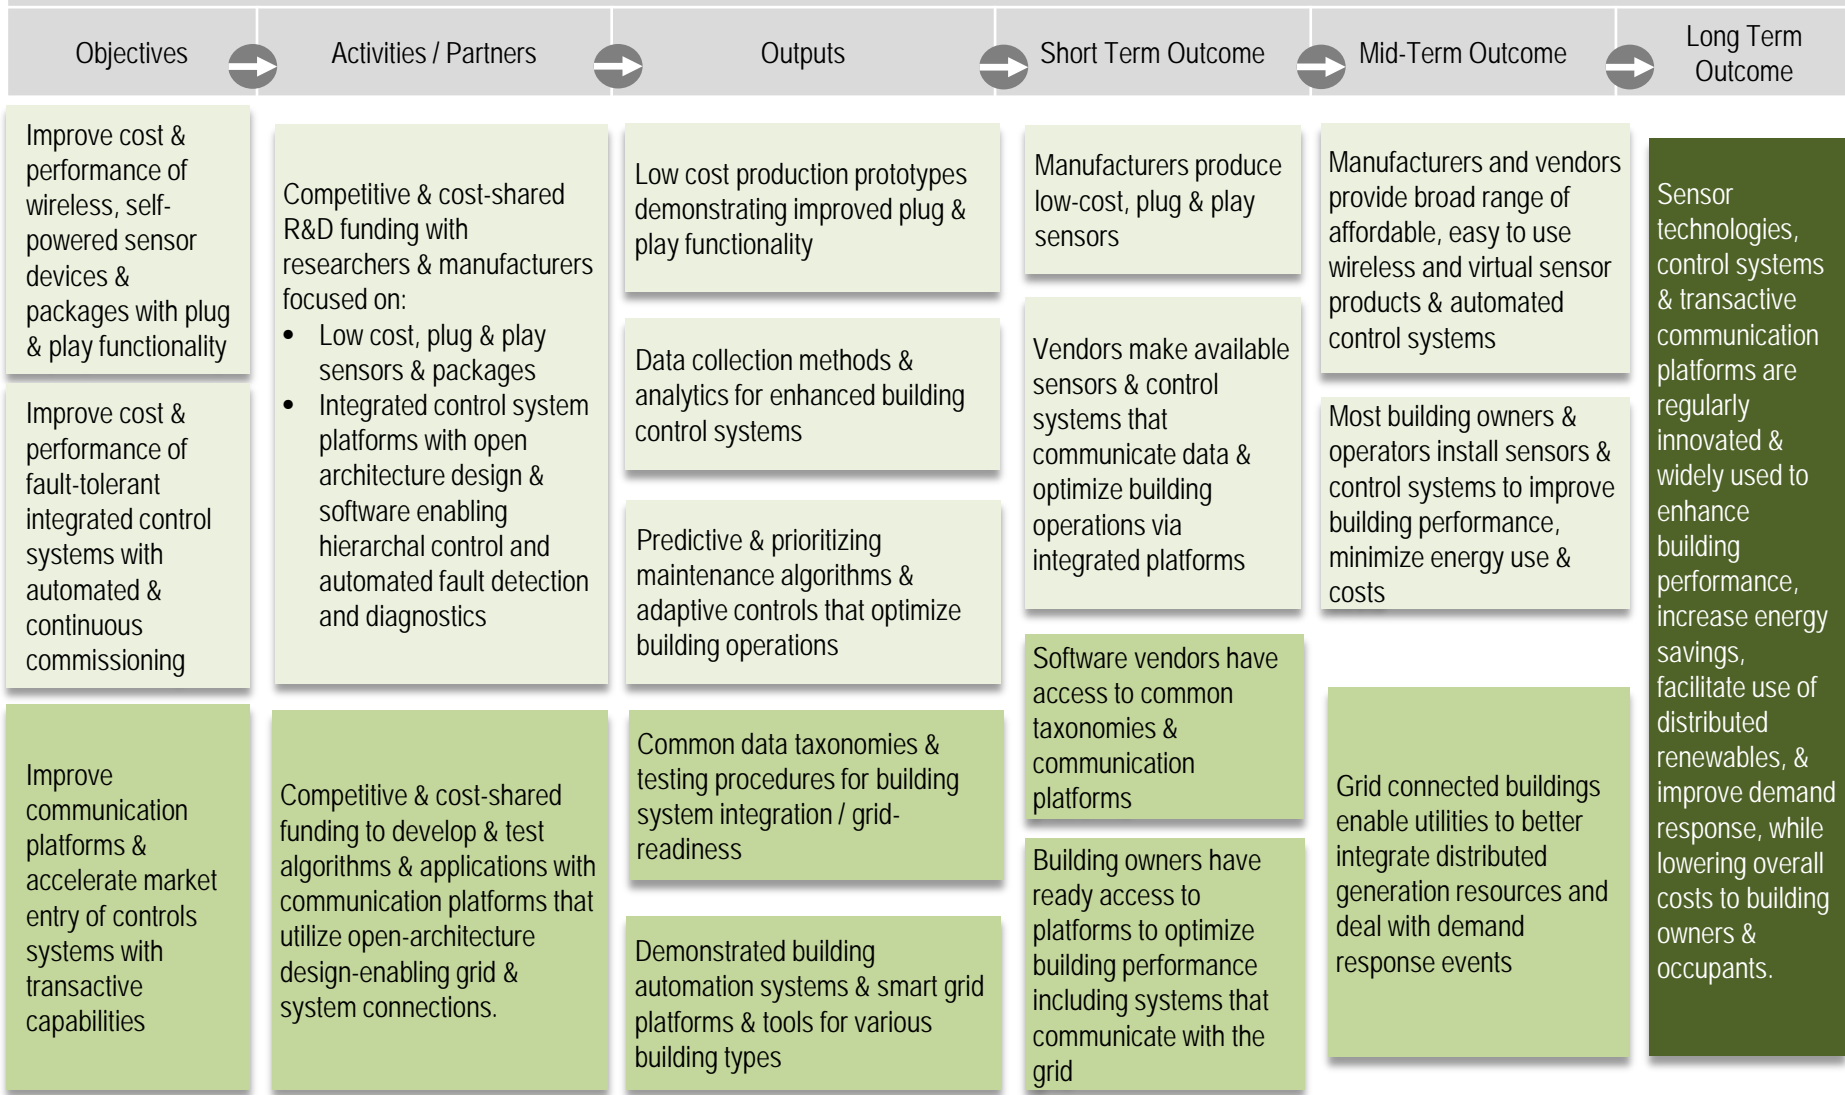 Objectives
Activities / Partners
Outputs
Short Term Outcome
Mid-Term Outcome
Long Term
Outcome
Improve cost &
performance of
wireless, self-
powered sensor
devices &
packages with plug
& play functionality
Improve cost &
performance of
fault-tolerant
integrated control
systems with
automated &
continuous
commissioning
Improve
communication
platforms &
accelerate market
entry of controls
systems with
transactive
capabilities
Competitive & cost-shared
R&D funding with
researchers & manufacturers
focused on:
• Low cost, plug & play
sensors & packages
• Integrated control system
platforms with open
architecture design &
software enabling
hierarchal control and
automated fault detection
and diagnostics
Competitive & cost-shared
funding to develop & test
algorithms & applications with
communication platforms that
utilize open-architecture
design-enabling grid &
system connections.
Low cost production prototypes
demonstrating improved plug &
play functionality
Data collection methods &
analytics for enhanced building
control systems
Predictive & prioritizing
maintenance algorithms &
adaptive controls that optimize
building operations
Common data taxonomies &
testing procedures for building
system integration / grid-
readiness
Demonstrated building
automation systems & smart grid
platforms & tools for various
building types
Manufacturers produce
low-cost, plug & play
sensors
Vendors make available
sensors & control
systems that
communicate data &
optimize building
operations via
integrated platforms
Software vendors have
access to common
taxonomies &
communication
platforms
Building owners have
ready access to
platforms to optimize
building performance
including systems that
communicate with the
grid
Manufacturers and vendors
provide broad range of
affordable, easy to use
wireless and virtual sensor
products & automated
control systems
Most building owners &
operators install sensors &
control systems to improve
building performance,
minimize energy use &
costs
Grid connected buildings
enable utilities to better
integrate distributed
generation resources and
deal with demand
response events
Sensor
technologies,
control systems
& transactive
communication
platforms are
regularly
innovated &
widely used to
enhance
building
performance,
increase energy
savings,
facilitate use of
distributed
renewables, &
improve demand
response, while
lowering overall
costs to building
owners &
occupants.